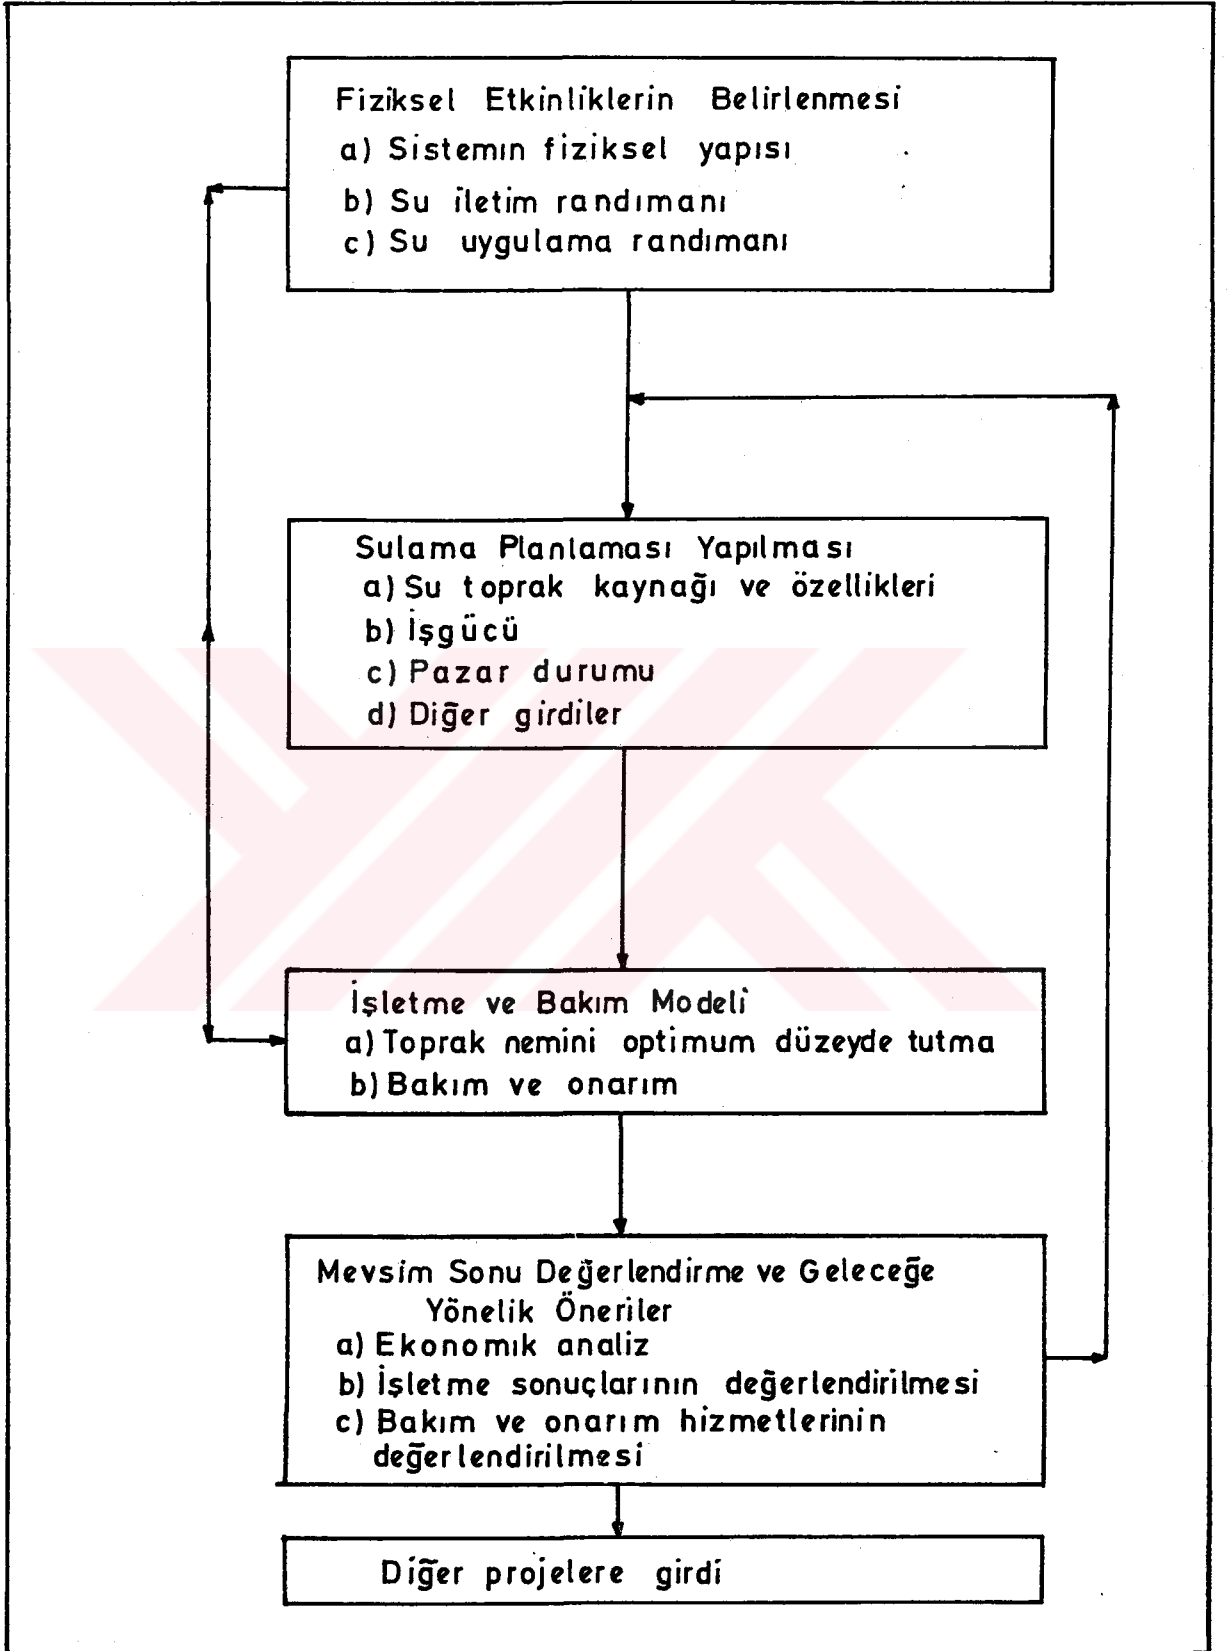 Fiziksel Etkinliklerin Belirlenmesi
a) Sistemın fiziksel yapısı
b) Su iletim randımanı
c) Su uygulama randımanı
Sulama Planlaması Yapılması
a) Su toprak kaynağı ve özellikleri
b) İşgücü
c) Pazar durumu
d) Diğer girdiler
İşletme ve Bakım Modeli
a) Toprak nemini optimum düzeyde tutma
b) Bakım ve onarım
Mevsim Sonu Değerlendirme ve Geleceğe
Yönelik Öneriler
a) Ekonomık analiz
b) İşletme sonuçlarının değerlendirilmesi
c) Bakım ve onarım hizmetlerinin
değerlendirilmesi
Diğer projelere girdi